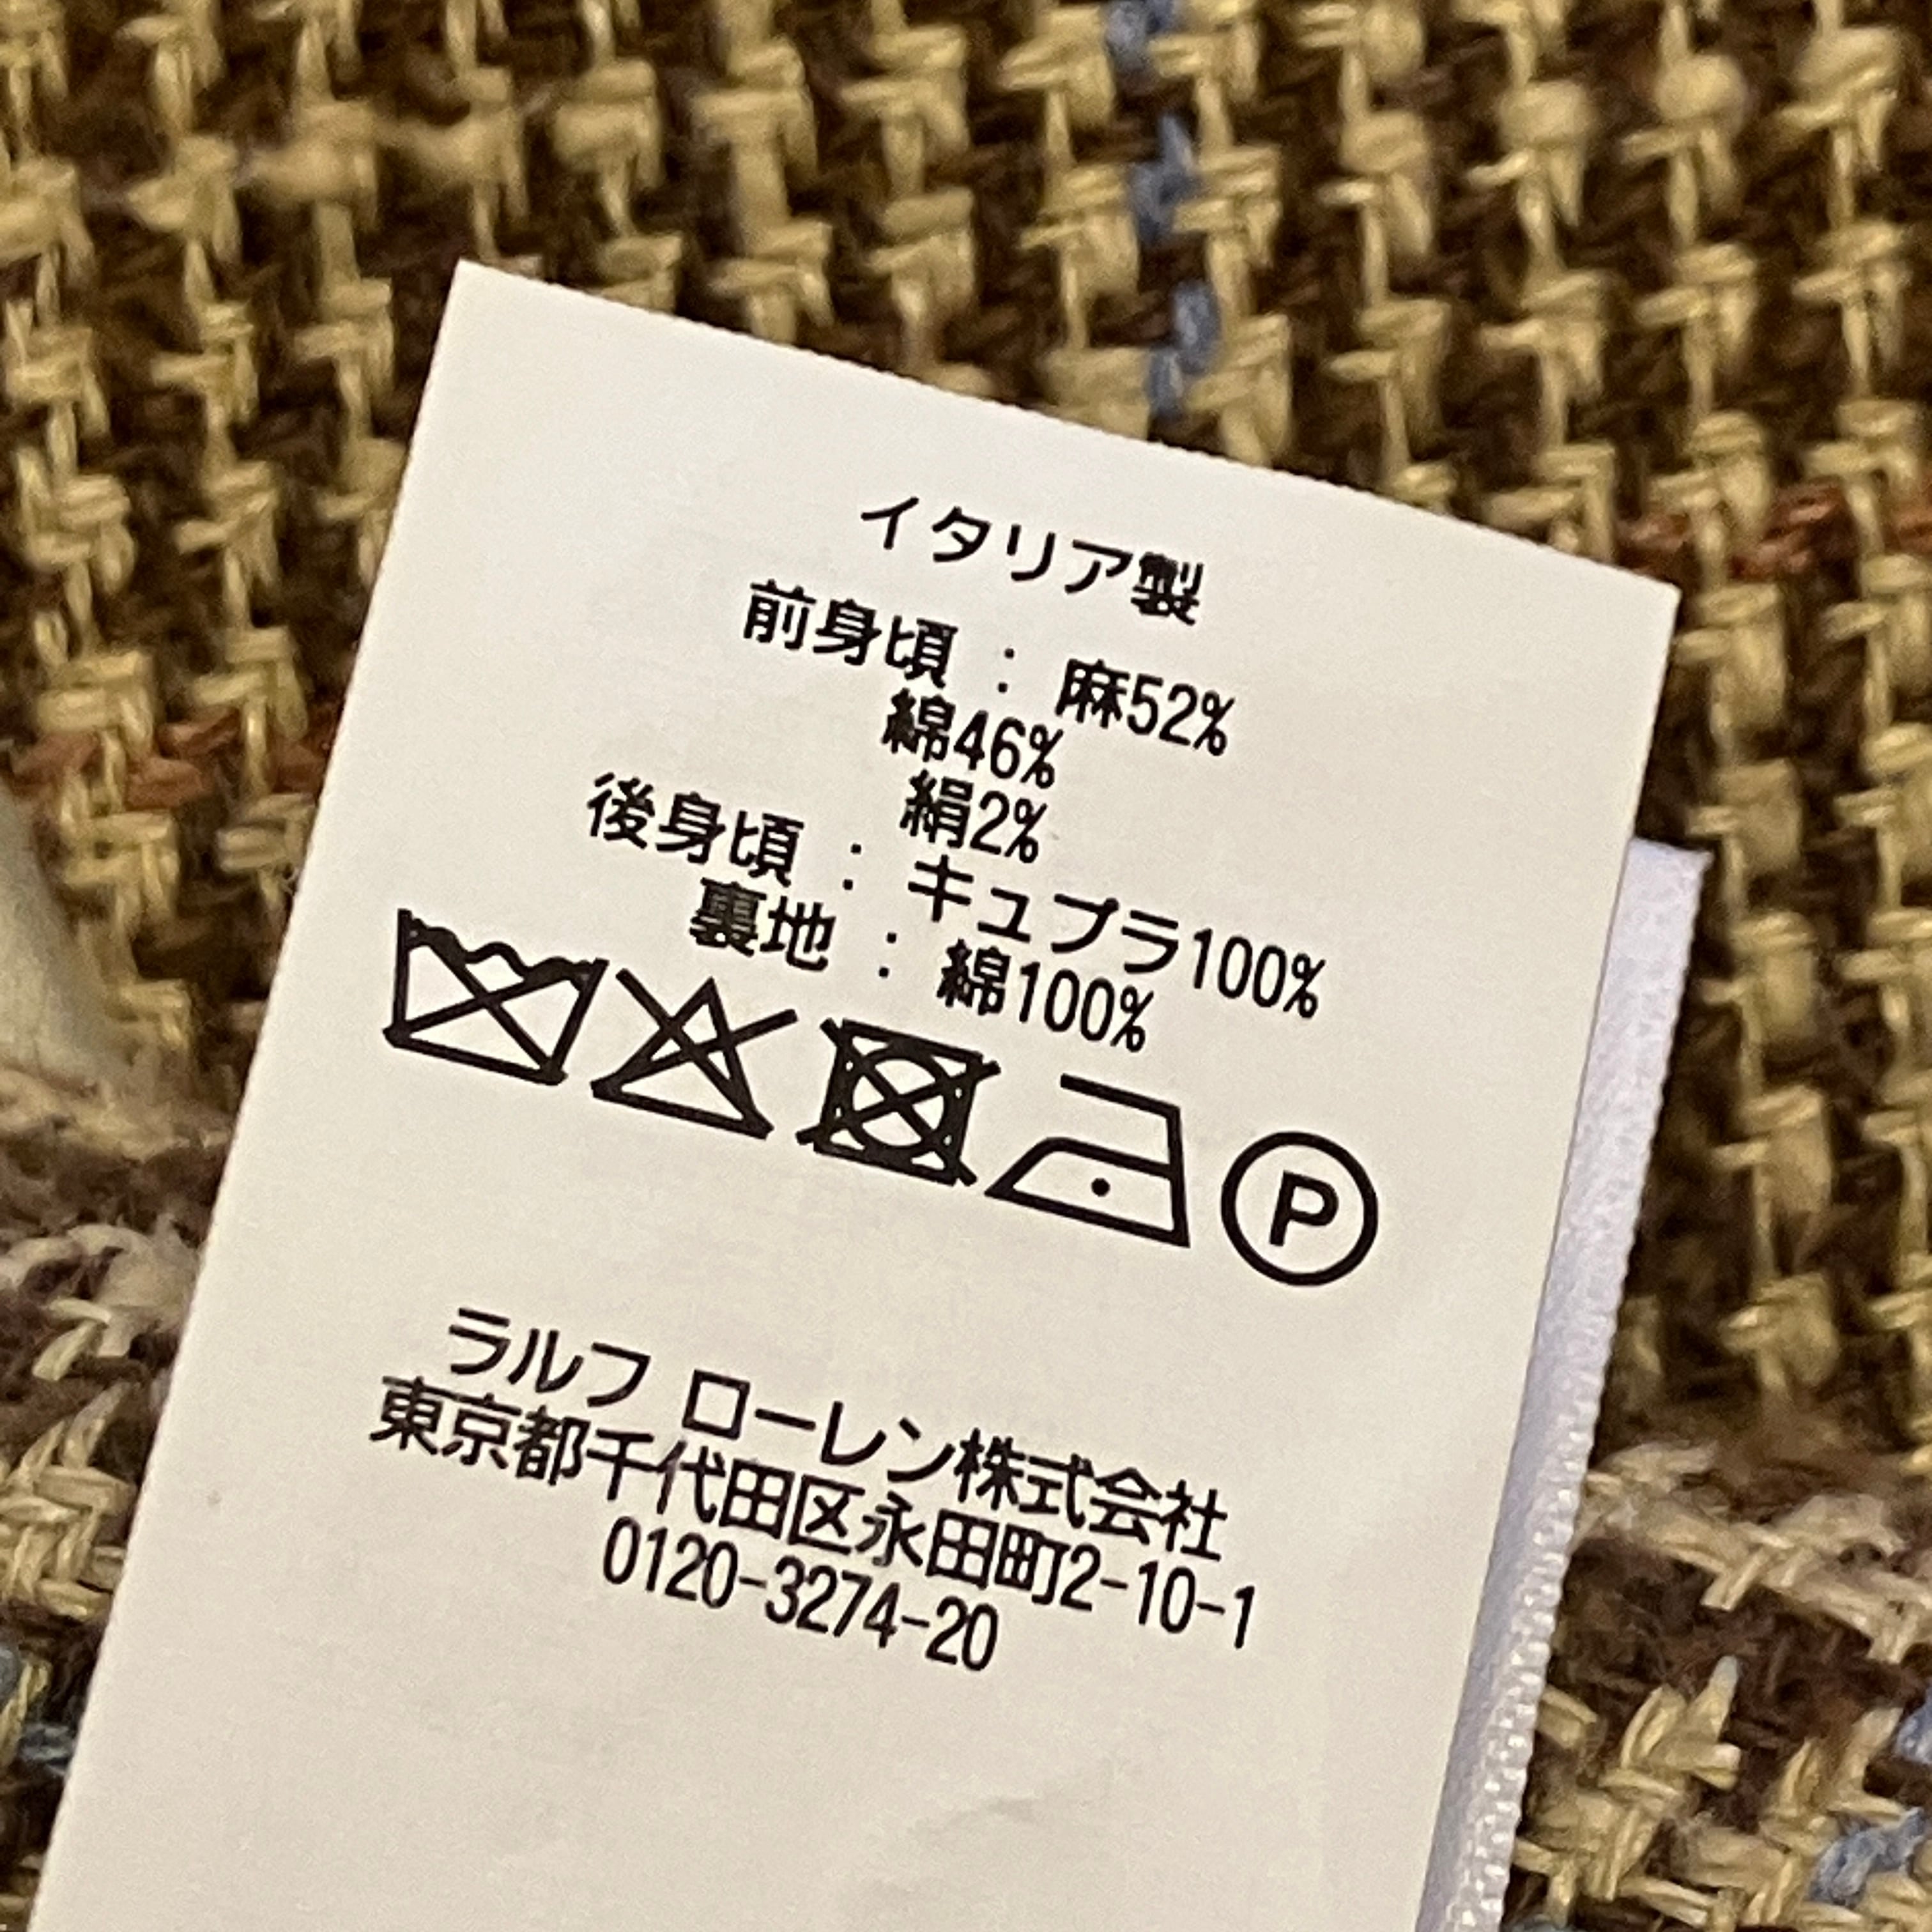 イタリア製
前身頃 : 麻52%
綿46%
絹2%
後身頃 : キュプラ100%
裏地 : 綿100%
P
ラルフ ローレン株式会社
東京都千代田区永田町2-10-1
0120-3274-20